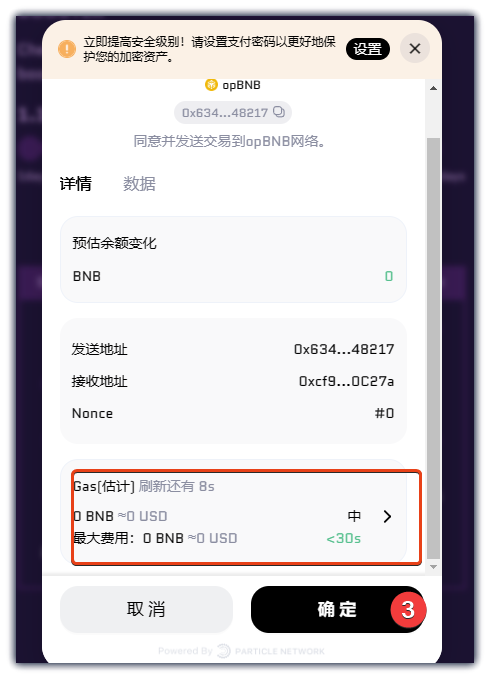 立即提高安全级别！请设置支付密码以更好地保
护您的加密资产。
设置
opBNB
0x634...48217
同意并发送交易到opBNB网络。
详情 数据
预估余额变化
BNB 0
发送地址 0x634...48217
接收地址 0xcf9...0C27a
Nonce #0
Gas(估计) 刷新还有 8s
0 BNB ≈0 USD 中
最大费用：0 BNB ≈0 USD <30s
取消 确定 3
Powered By PARTICLE NETWORK